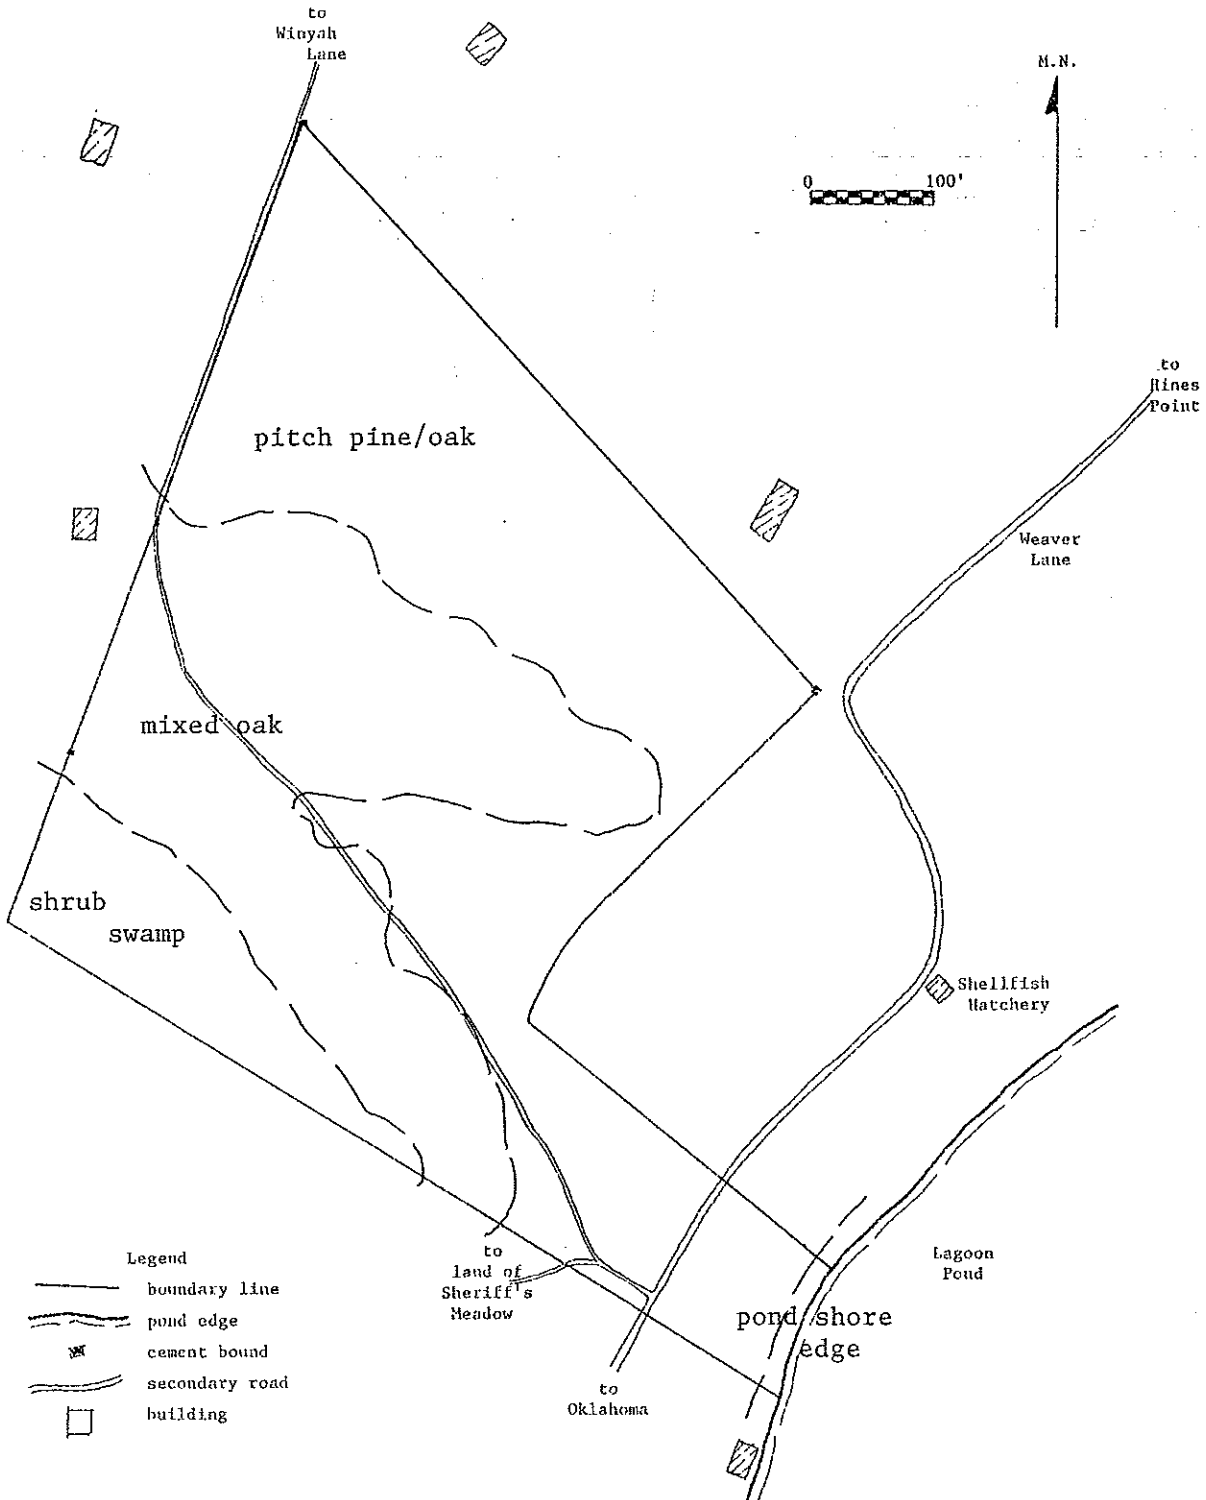 to
Winyah
Lane
M.N.
0 100'
to
Hines
Point
pitch pine/oak
Weaver
Lane
mixed oak
shrub
swamp
Shellfish
Hatchery
Lagoon
Pond
to
land of
Sheriff's
Meadow
pond shore
edge
to
Oklahoma
Legend
boundary line
pond edge
cement bound
secondary road
building